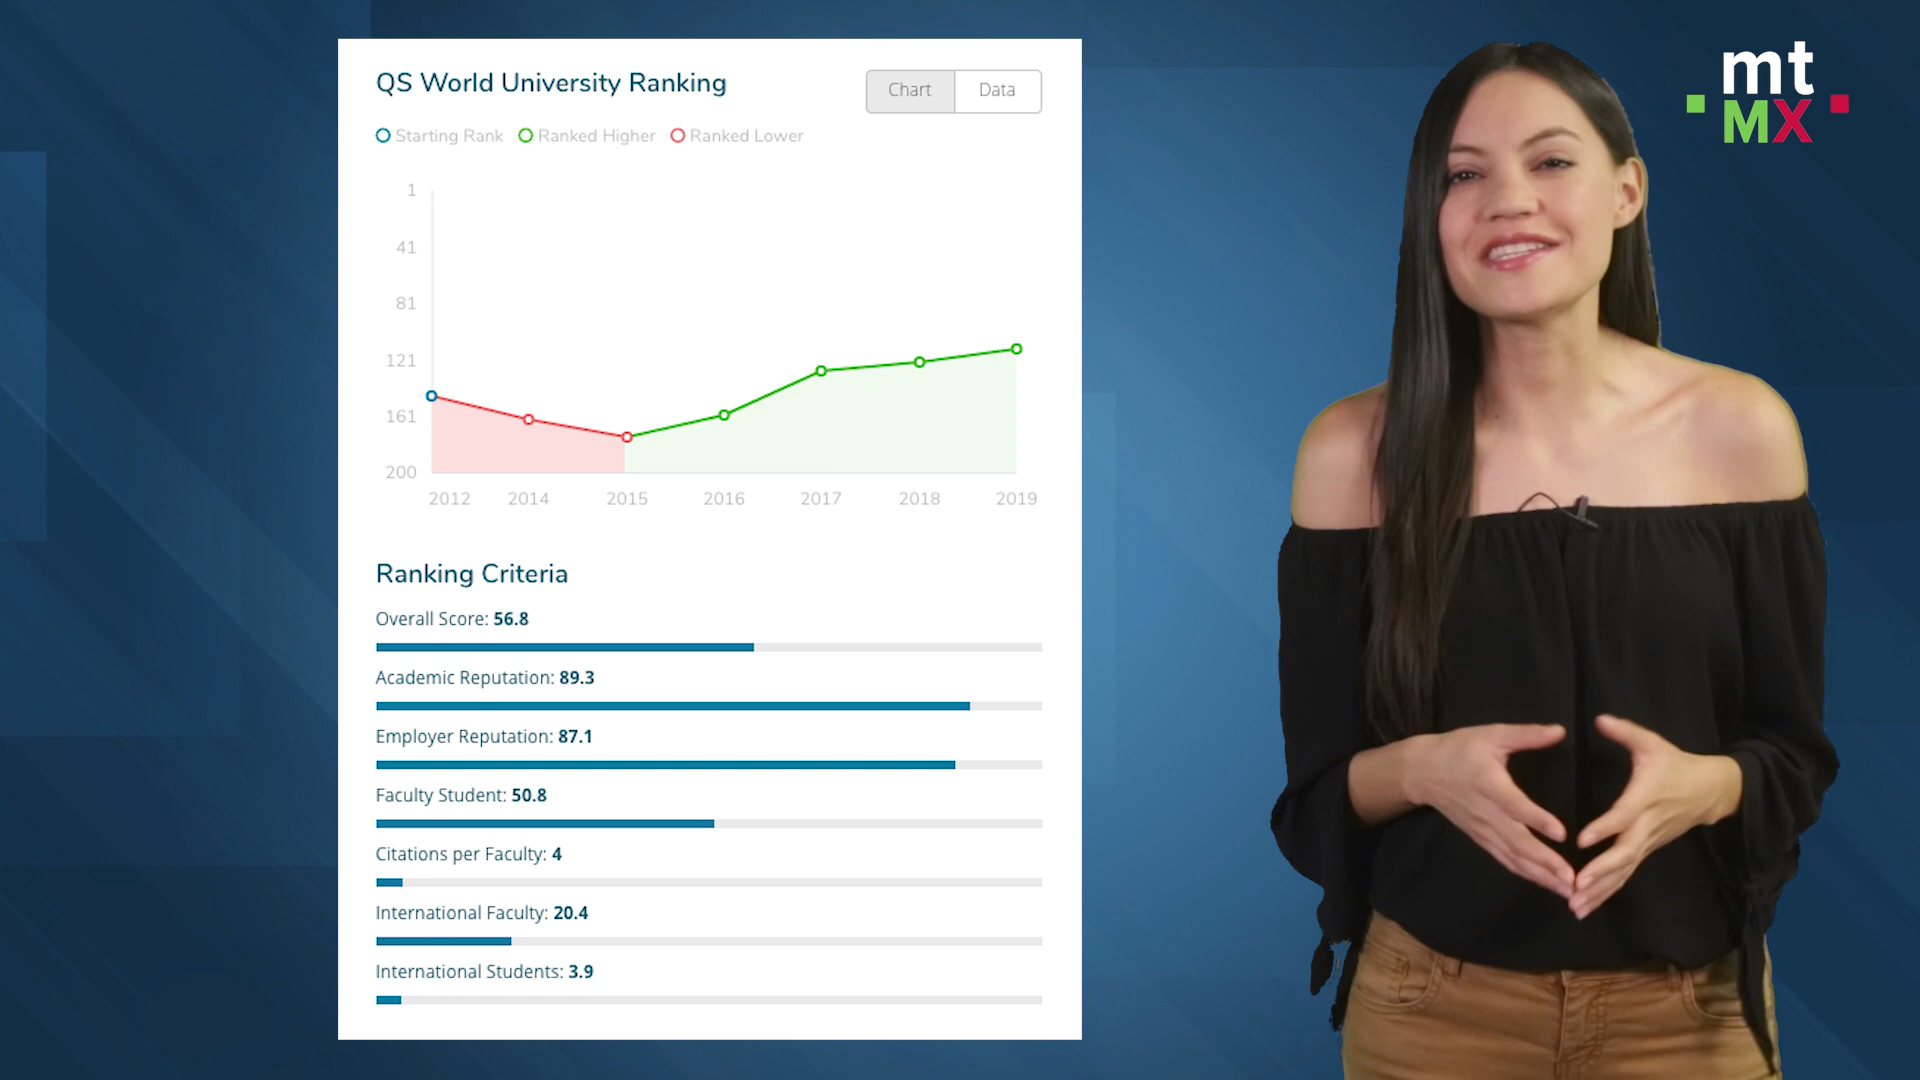 QS World University Ranking
Chart Data
Starting Rank Ranked Higher Ranked Lower
1
41
81
121
161
200
2012 2014 2015 2016 2017 2018 2019
Ranking Criteria
Overall Score: 56.8
Academic Reputation: 89.3
Employer Reputation: 87.1
Faculty Student: 50.8
Citations per Faculty: 4
International Faculty: 20.4
International Students: 3.9
mt
MX